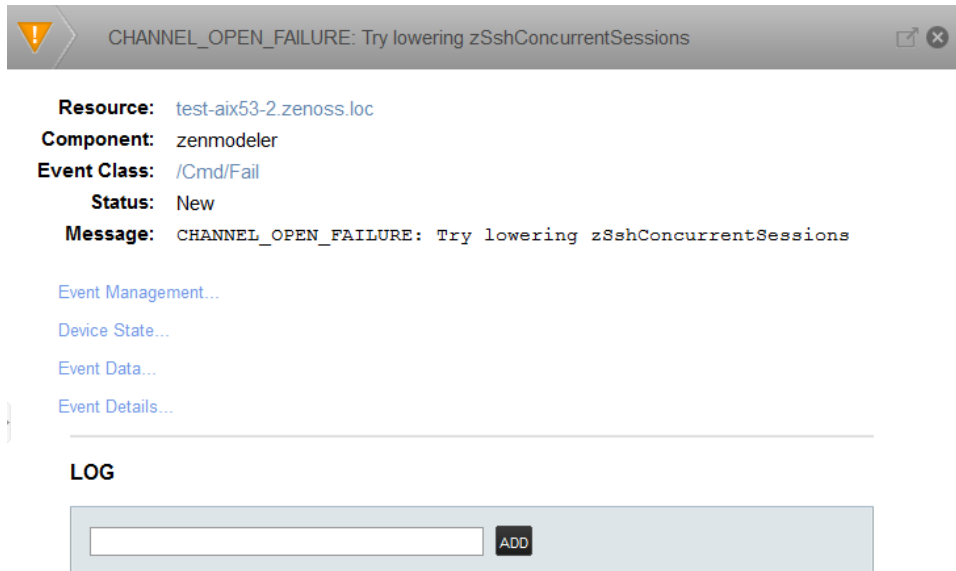 CHANNEL_OPEN_FAILURE: Try lowering zSshConcurrentSessions
Resource: test-aix53-2.zenoss.loc
Component: zenmodeler
Event Class: /Cmd/Fail
Status: New
Message: CHANNEL_OPEN_FAILURE: Try lowering zSshConcurrentSessions
Event Management...
Device State...
Event Data...
Event Details...
LOG
ADD